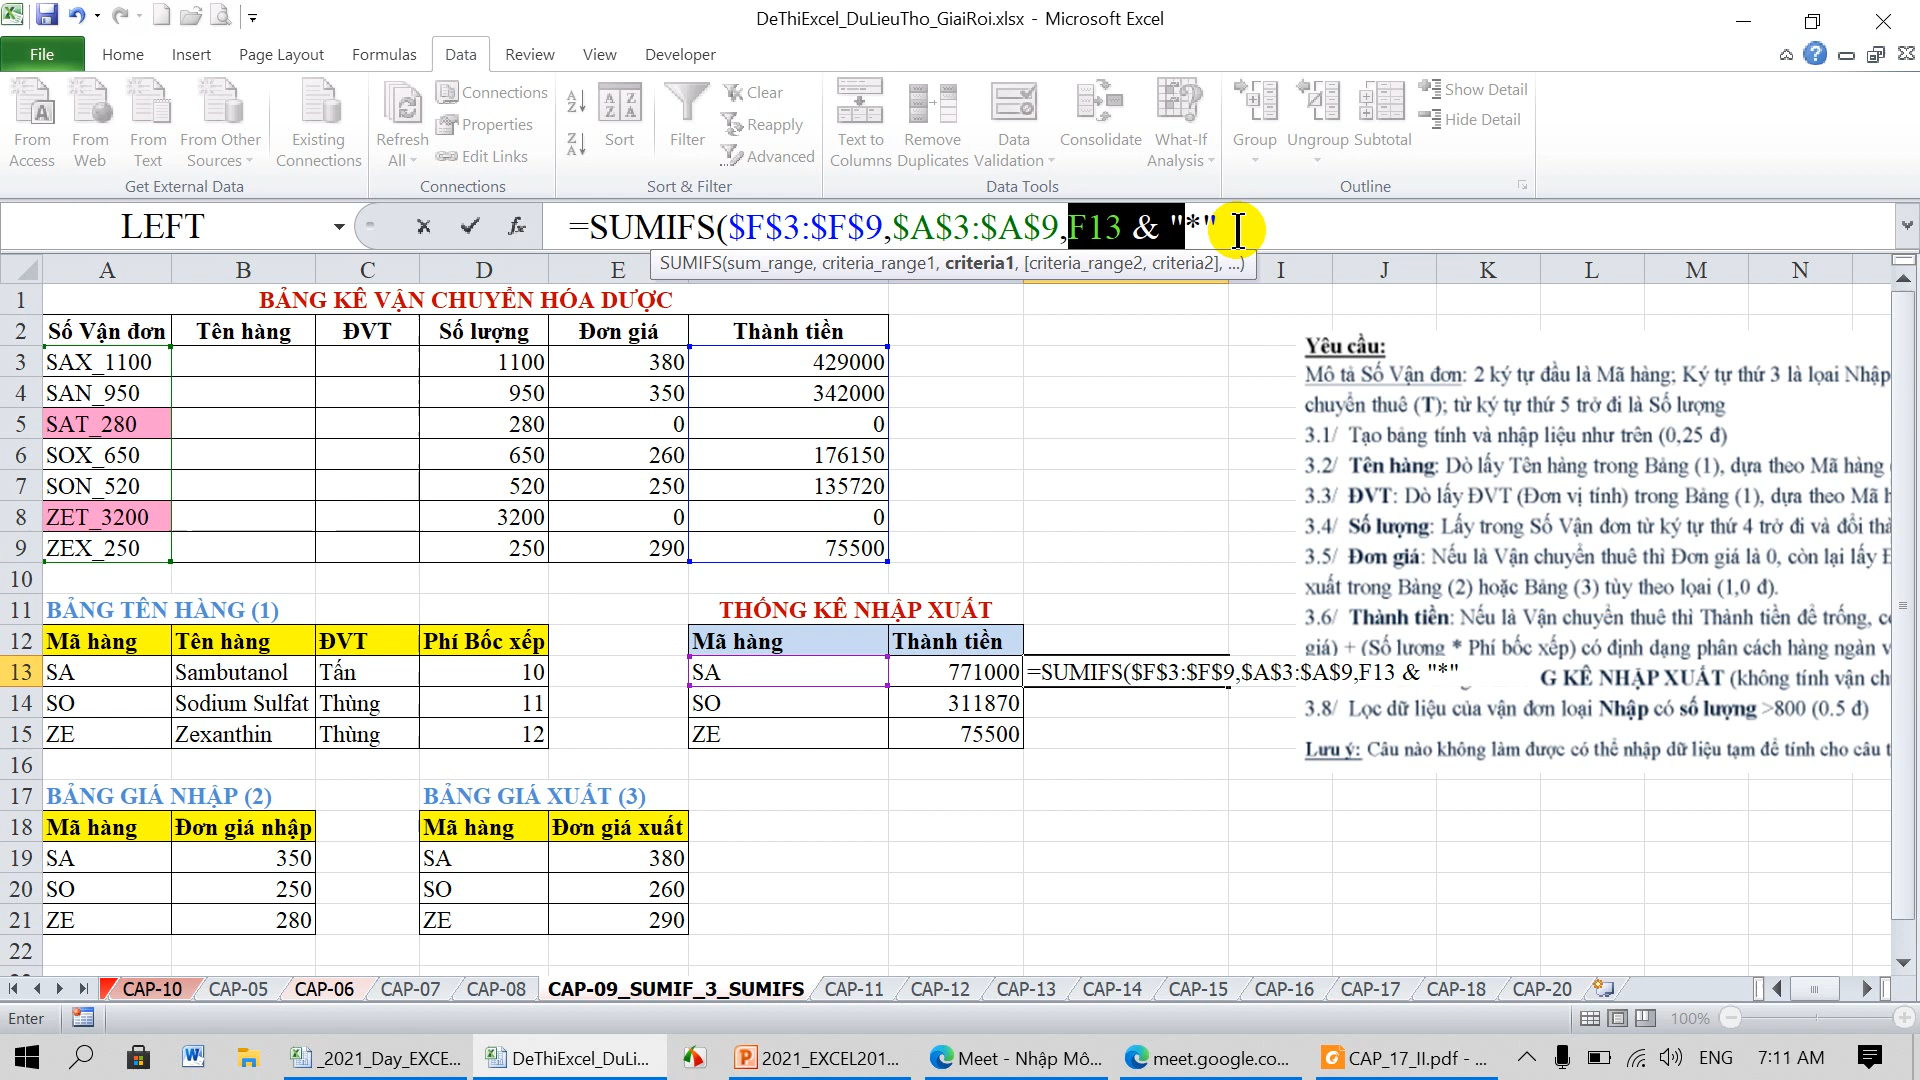 DeThiExcel_DuLieuTho_GiaiRoi.xlsx - Microsoft Excel
File Home Insert Page Layout Formulas Data Review View Developer
From Access From Web From Text From Other Sources Existing Connections Refresh All Connections Properties Edit Links Sort Filter Clear Reapply Advanced Text to Columns Remove Duplicates Data Validation Consolidate What-If Analysis Group Ungroup Subtotal Show Detail Hide Detail
Get External Data Connections Sort & Filter Data Tools Outline
LEFT fx =SUMIFS($F$3:$F$9,$A$3:$A$9,F13 & "*"
SUMIFS(sum_range, criteria_range1, criteria1, [criteria_range2, criteria2], ...)
A B C D E I J K L M N
1 BẢNG KÊ VẬN CHUYỂN HÓA DƯỢC
2 Số Vận đơn Tên hàng ĐVT Số lượng Đơn giá Thành tiền
3 SAX_1100 1100 380 429000
4 SAN_950 950 350 342000
5 SAT_280 280 0 0
6 SOX_650 650 260 176150
7 SON_520 520 250 135720
8 ZET_3200 3200 0 0
9 ZEX_250 250 290 75500
10
11 BẢNG TÊN HÀNG (1) THỐNG KÊ NHẬP XUẤT
12 Mã hàng Tên hàng ĐVT Phí Bốc xếp Mã hàng Thành tiền
13 SA Sambutanol Tấn 10 SA 771000 =SUMIFS($F$3:$F$9,$A$3:$A$9,F13 & "*"
14 SO Sodium Sulfat Thùng 11 SO 311870
15 ZE Zexanthin Thùng 12 ZE 75500
16
17 BẢNG GIÁ NHẬP (2) BẢNG GIÁ XUẤT (3)
18 Mã hàng Đơn giá nhập Mã hàng Đơn giá xuất
19 SA 350 SA 380
20 SO 250 SO 260
21 ZE 280 ZE 290
22
Yêu cầu:
Mô tả Số Vận đơn: 2 ký tự đầu là Mã hàng; Ký tự thứ 3 là loại Nhập
chuyển thuê (T); từ ký tự thứ 5 trở đi là Số lượng
3.1/ Tạo bảng tính và nhập liệu như trên (0,25 đ)
3.2/ Tên hàng: Dò lấy Tên hàng trong Bảng (1), dựa theo Mã hàng
3.3/ ĐVT: Dò lấy ĐVT (Đơn vị tính) trong Bảng (1), dựa theo Mã
3.4/ Số lượng: Lấy trong Số Vận đơn từ ký tự thứ 4 trở đi và đổi
3.5/ Đơn giá: Nếu là Vận chuyển thuê thì Đơn giá là 0, còn lại lấy
xuất trong Bảng (2) hoặc Bảng (3) tùy theo loại (1,0 đ).
3.6/ Thành tiền: Nếu là Vận chuyển thuê thì Thành tiền để trống,
giá) + (Số lượng * Phí bốc xếp) có định dạng phân cách hàng ngàn
G KÊ NHẬP XUẤT (không tính vận
3.8/ Lọc dữ liệu của vận đơn loại Nhập có số lượng >800 (0.5 đ)
Lưu ý: Câu nào không làm được có thể nhập dữ liệu tạm để tính cho câu
CAP-10 CAP-05 CAP-06 CAP-07 CAP-08 CAP-09_SUMIF_3_SUMIFS CAP-11 CAP-12 CAP-13 CAP-14 CAP-15 CAP-16 CAP-17 CAP-18 CAP-20
Enter 100%
_2021_Day_EXCE... DeThiExcel_DuLi... 2021_EXCEL201... Meet - Nhập Mô... meet.google.co... CAP_17_II.pdf - ... ENG 7:11 AM